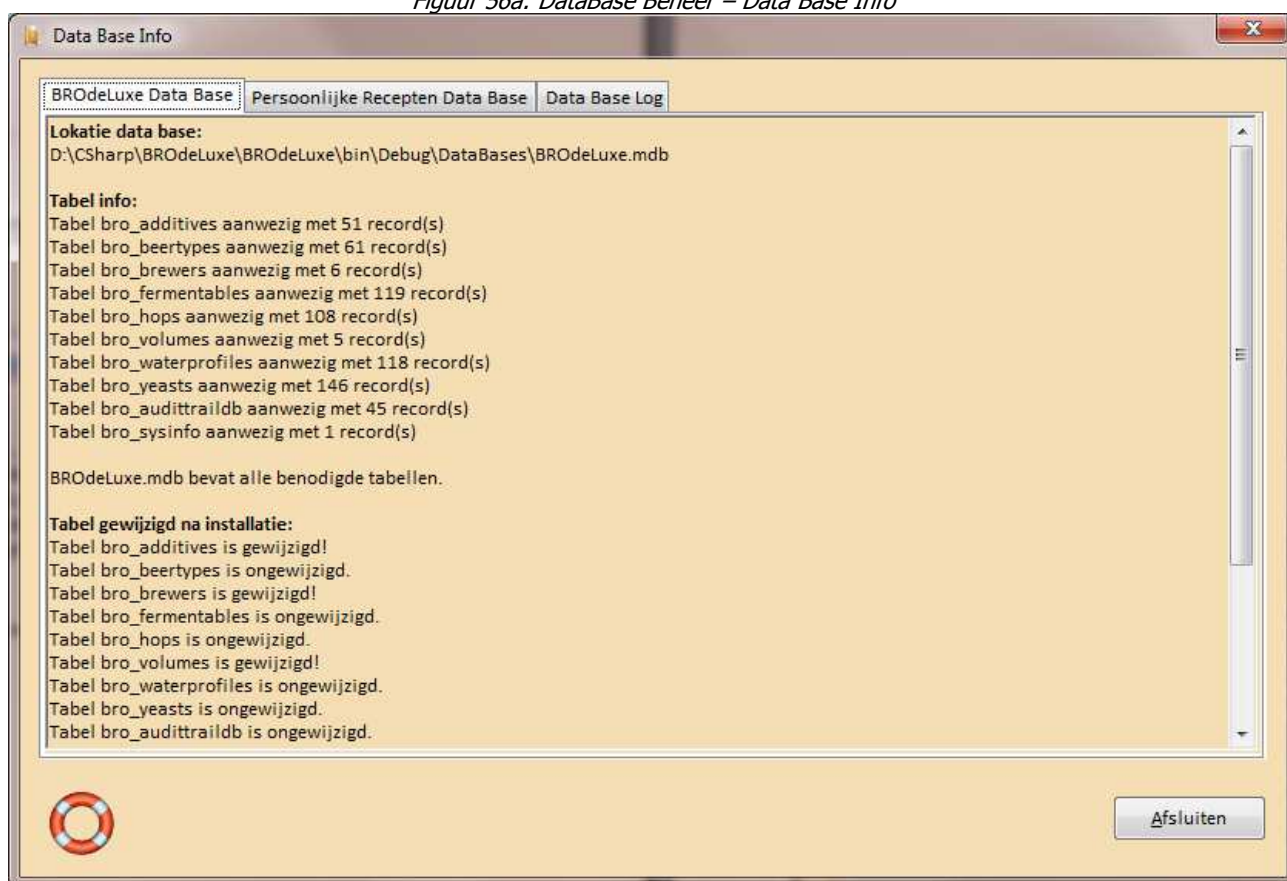 Figuur 56a: DataBase Beheer – Data Base Info
Data Base Info
BROdeLuxe Data Base
Persoonlijke Recepten Data Base
Data Base Log
Lokatie data base:
D:\CSharp\BROdeLuxe\BROdeLuxe\bin\Debug\DataBases\BROdeLuxe.mdb
Tabel info:
Tabel bro_additives aanwezig met 51 record(s)
Tabel bro_beertypes aanwezig met 61 record(s)
Tabel bro_brewers aanwezig met 6 record(s)
Tabel bro_fermentables aanwezig met 119 record(s)
Tabel bro_hops aanwezig met 108 record(s)
Tabel bro_volumes aanwezig met 5 record(s)
Tabel bro_waterprofiles aanwezig met 118 record(s)
Tabel bro_yeasts aanwezig met 146 record(s)
Tabel bro_audittraildb aanwezig met 45 record(s)
Tabel bro_sysinfo aanwezig met 1 record(s)
BROdeLuxe.mdb bevat alle benodigde tabellen.
Tabel gewijzigd na installatie:
Tabel bro_additives is gewijzigd!
Tabel bro_beertypes is ongewijzigd.
Tabel bro_brewers is gewijzigd!
Tabel bro_fermentables is ongewijzigd.
Tabel bro_hops is ongewijzigd.
Tabel bro_volumes is gewijzigd!
Tabel bro_waterprofiles is ongewijzigd.
Tabel bro_yeasts is ongewijzigd.
Tabel bro_audittraildb is ongewijzigd.
Afsluiten